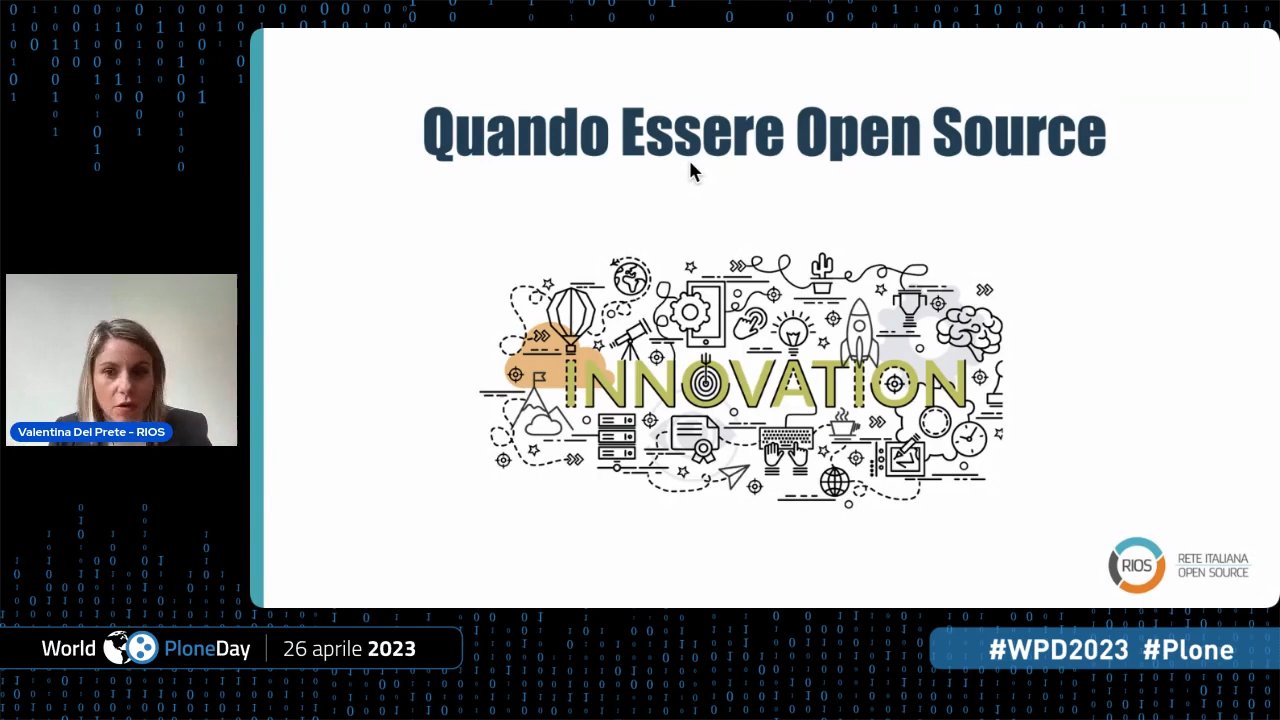 Quando Essere Open Source
INNOVATION
Valentina Del Prete - RIOS
RIOS
RETE ITALIANA
OPEN SOURCE
World PloneDay
26 aprile 2023
#WPD2023 #Plone